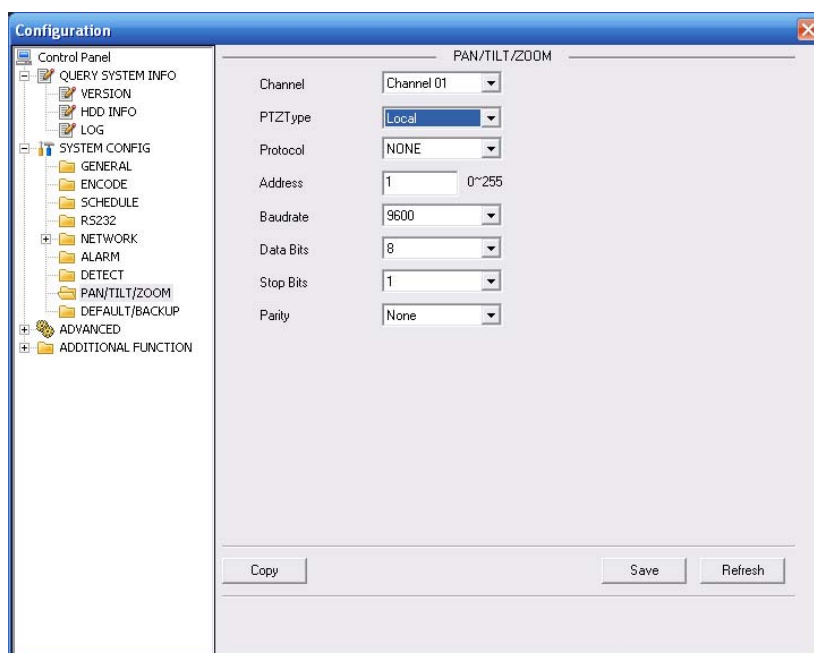 Configuration
Control Panel
QUERY SYSTEM INFO
VERSION
HDD INFO
LOG
SYSTEM CONFIG
GENERAL
ENCODE
SCHEDULE
RS232
NETWORK
ALARM
DETECT
PAN/TILT/ZOOM
DEFAULT/BACKUP
ADVANCED
ADDITIONAL FUNCTION
PAN/TILT/ZOOM
Channel Channel 01
PTZType Local
Protocol NONE
Address 1 0~255
Baudrate 9600
Data Bits 8
Stop Bits 1
Parity None
Copy Save Refresh